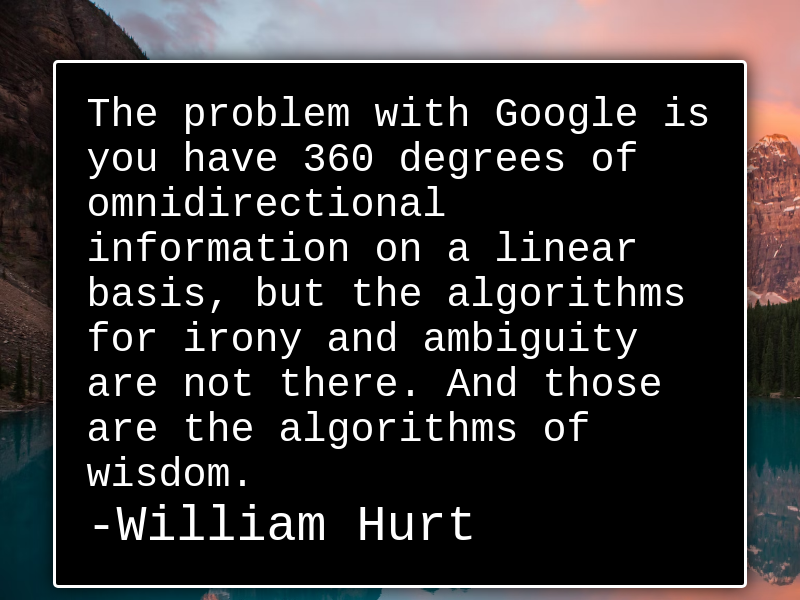 The problem with Google is
you have 360 degrees of
omnidirectional
information on a linear
basis, but the algorithms
for irony and ambiguity
are not there. And those
are the algorithms of
wisdom.
-William Hurt